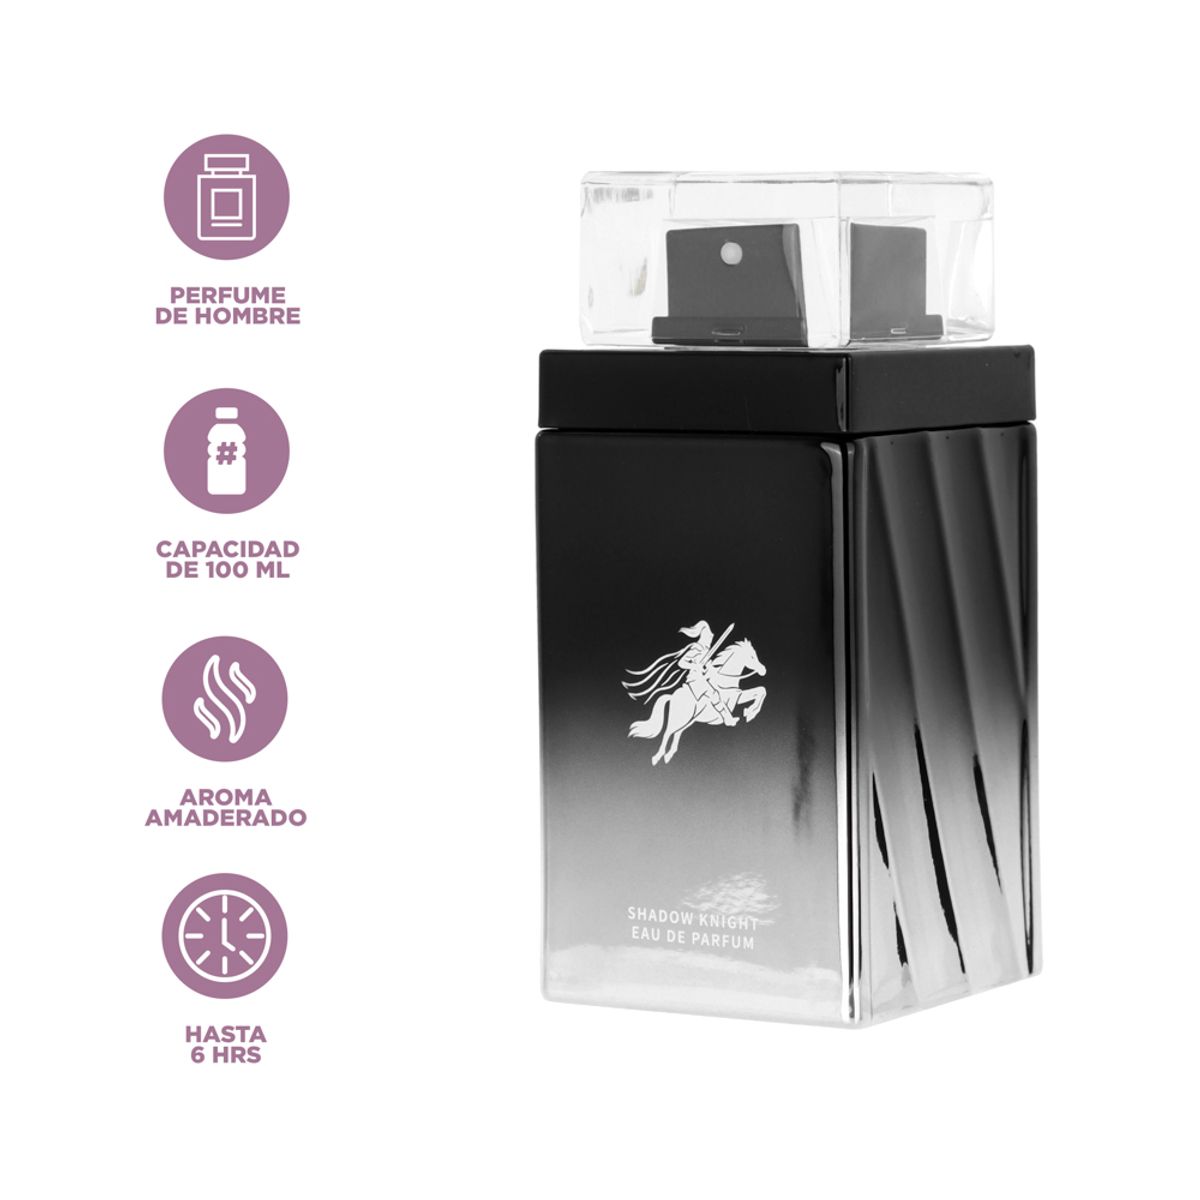 PERFUME
DE HOMBRE
#
CAPACIDAD
DE 100 ML
AROMA
AMADERADO
HASTA
6 HRS
SHADOW KNIGHT
EAU DE PARFUM